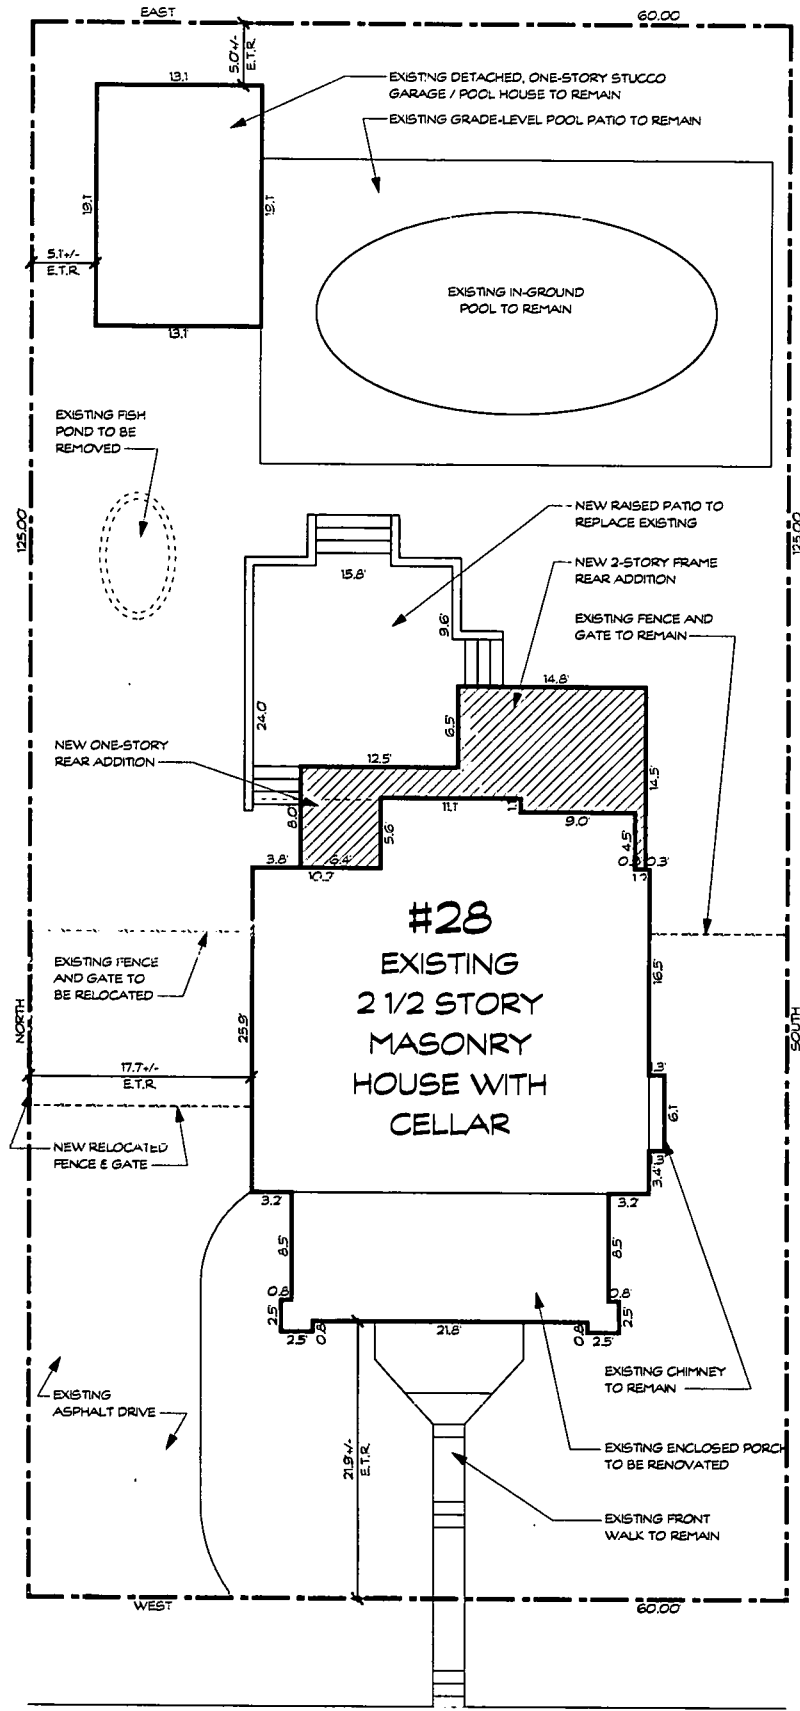 EAST
60.00'
5.0'+/-
E.T.R.
13.1'
EXISTING DETACHED, ONE-STORY STUCCO
GARAGE / POOL HOUSE TO REMAIN
EXISTING GRADE-LEVEL POOL PATIO TO REMAIN
19.1'
19.1'
5.1'+/-
E.T.R.
EXISTING IN-GROUND
POOL TO REMAIN
13.1'
EXISTING FISH
POND TO BE
REMOVED
125.00'
125.00'
NEW RAISED PATIO TO
REPLACE EXISTING
NEW 2-STORY FRAME
REAR ADDITION
15.8'
9.6'
EXISTING FENCE AND
GATE TO REMAIN
14.8'
24.0'
6.5'
NEW ONE-STORY
REAR ADDITION
12.5'
14.5'
8.0'
11.1'
1.1'
9.0'
5.6'
4.5'
3.8'
6.4'
0.3'
10.2'
#28
EXISTING
2 1/2 STORY
MASONRY
HOUSE WITH
CELLAR
EXISTING FENCE
AND GATE TO
BE RELOCATED
16.5'
25.9'
NORTH
SOUTH
17.7'+/-
E.T.R.
6.1'
NEW RELOCATED
FENCE & GATE
3.4'
3.2'
3.2'
8.5'
8.5'
0.8'
0.8'
2.5'
2.5'
2.5'
0.8'
21.8'
0.8'
2.5'
EXISTING CHIMNEY
TO REMAIN
EXISTING
ASPHALT DRIVE
EXISTING ENCLOSED PORCH
TO BE RENOVATED
21.9'+/-
E.T.R.
EXISTING FRONT
WALK TO REMAIN
WEST
60.00'